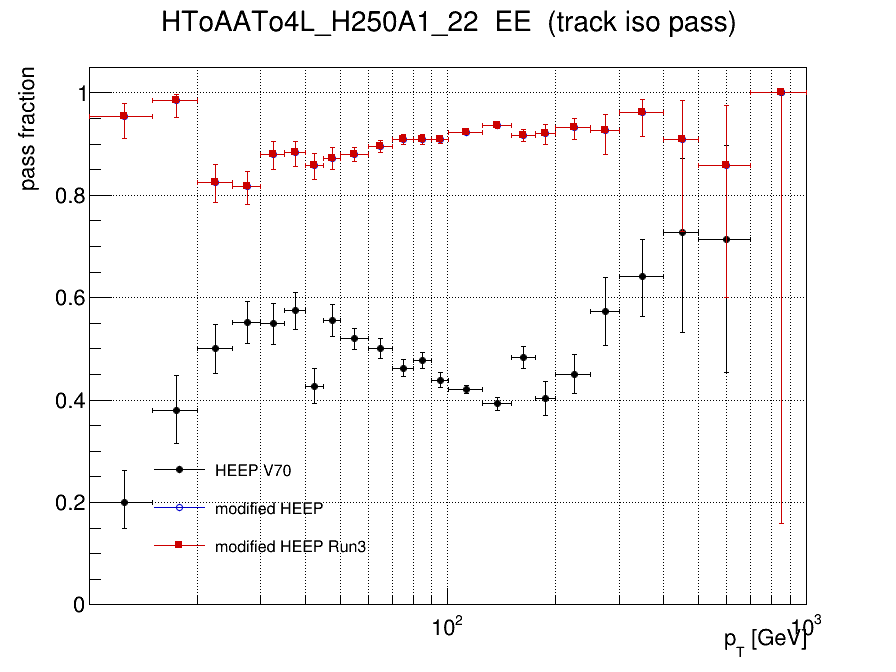 HToAATo4L_H250A1_22 EE (track iso pass)
pass fraction
1
0.8
0.6
0.4
0.2
0
HEEP V70
modified HEEP
modified HEEP Run3
10²
10³
p_T [GeV]